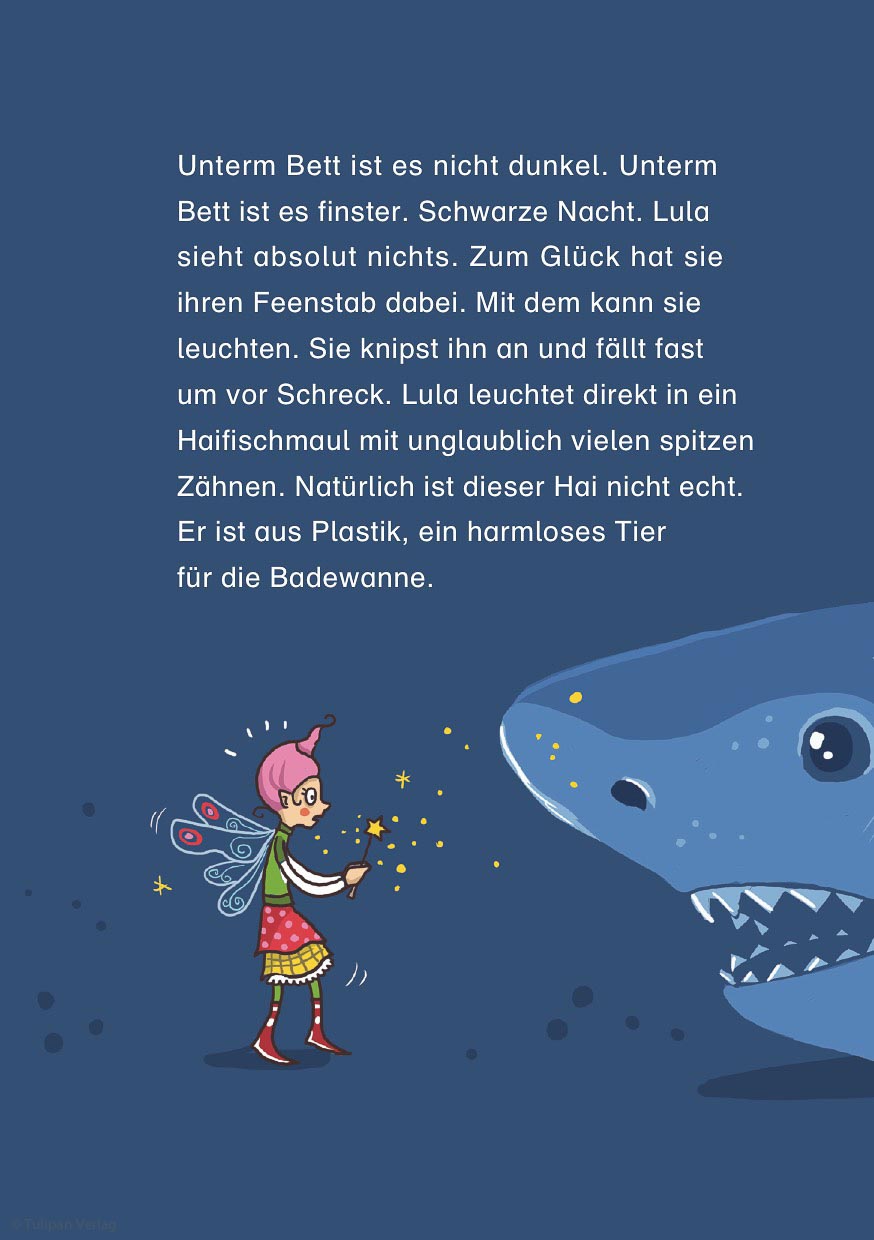 Unterm Bett ist es nicht dunkel. Unterm
Bett ist es finster. Schwarze Nacht. Lula
sieht absolut nichts. Zum Glück hat sie
ihren Feenstab dabei. Mit dem kann sie
leuchten. Sie knipst ihn an und fällt fast
um vor Schreck. Lula leuchtet direkt in ein
Haifischmaul mit unglaublich vielen spitzen
Zähnen. Natürlich ist dieser Hai nicht echt.
Er ist aus Plastik, ein harmloses Tier
für die Badewanne.
© Tulipan Verlag